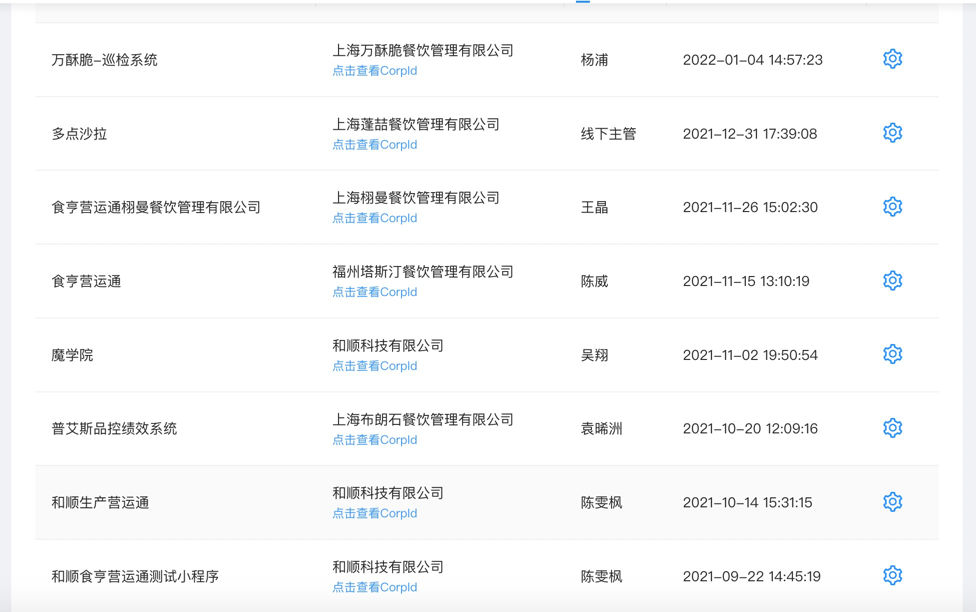 万酥脆-巡检系统
上海万酥脆餐饮管理有限公司
点击查看CorpId
杨浦
2022-01-04 14:57:23
多点沙拉
上海蓬喆餐饮管理有限公司
点击查看CorpId
线下主管
2021-12-31 17:39:08
食亨营运通栩曼餐饮管理有限公司
上海栩曼餐饮管理有限公司
点击查看CorpId
王晶
2021-11-26 15:02:30
食亨营运通
福州塔斯汀餐饮管理有限公司
点击查看CorpId
陈威
2021-11-15 13:10:19
魔学院
和顺科技有限公司
点击查看CorpId
吴翔
2021-11-02 19:50:54
普艾斯品控绩效系统
上海布朗石餐饮管理有限公司
点击查看CorpId
袁晞洲
2021-10-20 12:09:16
和顺生产营运通
和顺科技有限公司
点击查看CorpId
陈雯枫
2021-10-14 15:31:15
和顺食亨营运通测试小程序
和顺科技有限公司
点击查看CorpId
陈雯枫
2021-09-22 14:45:19